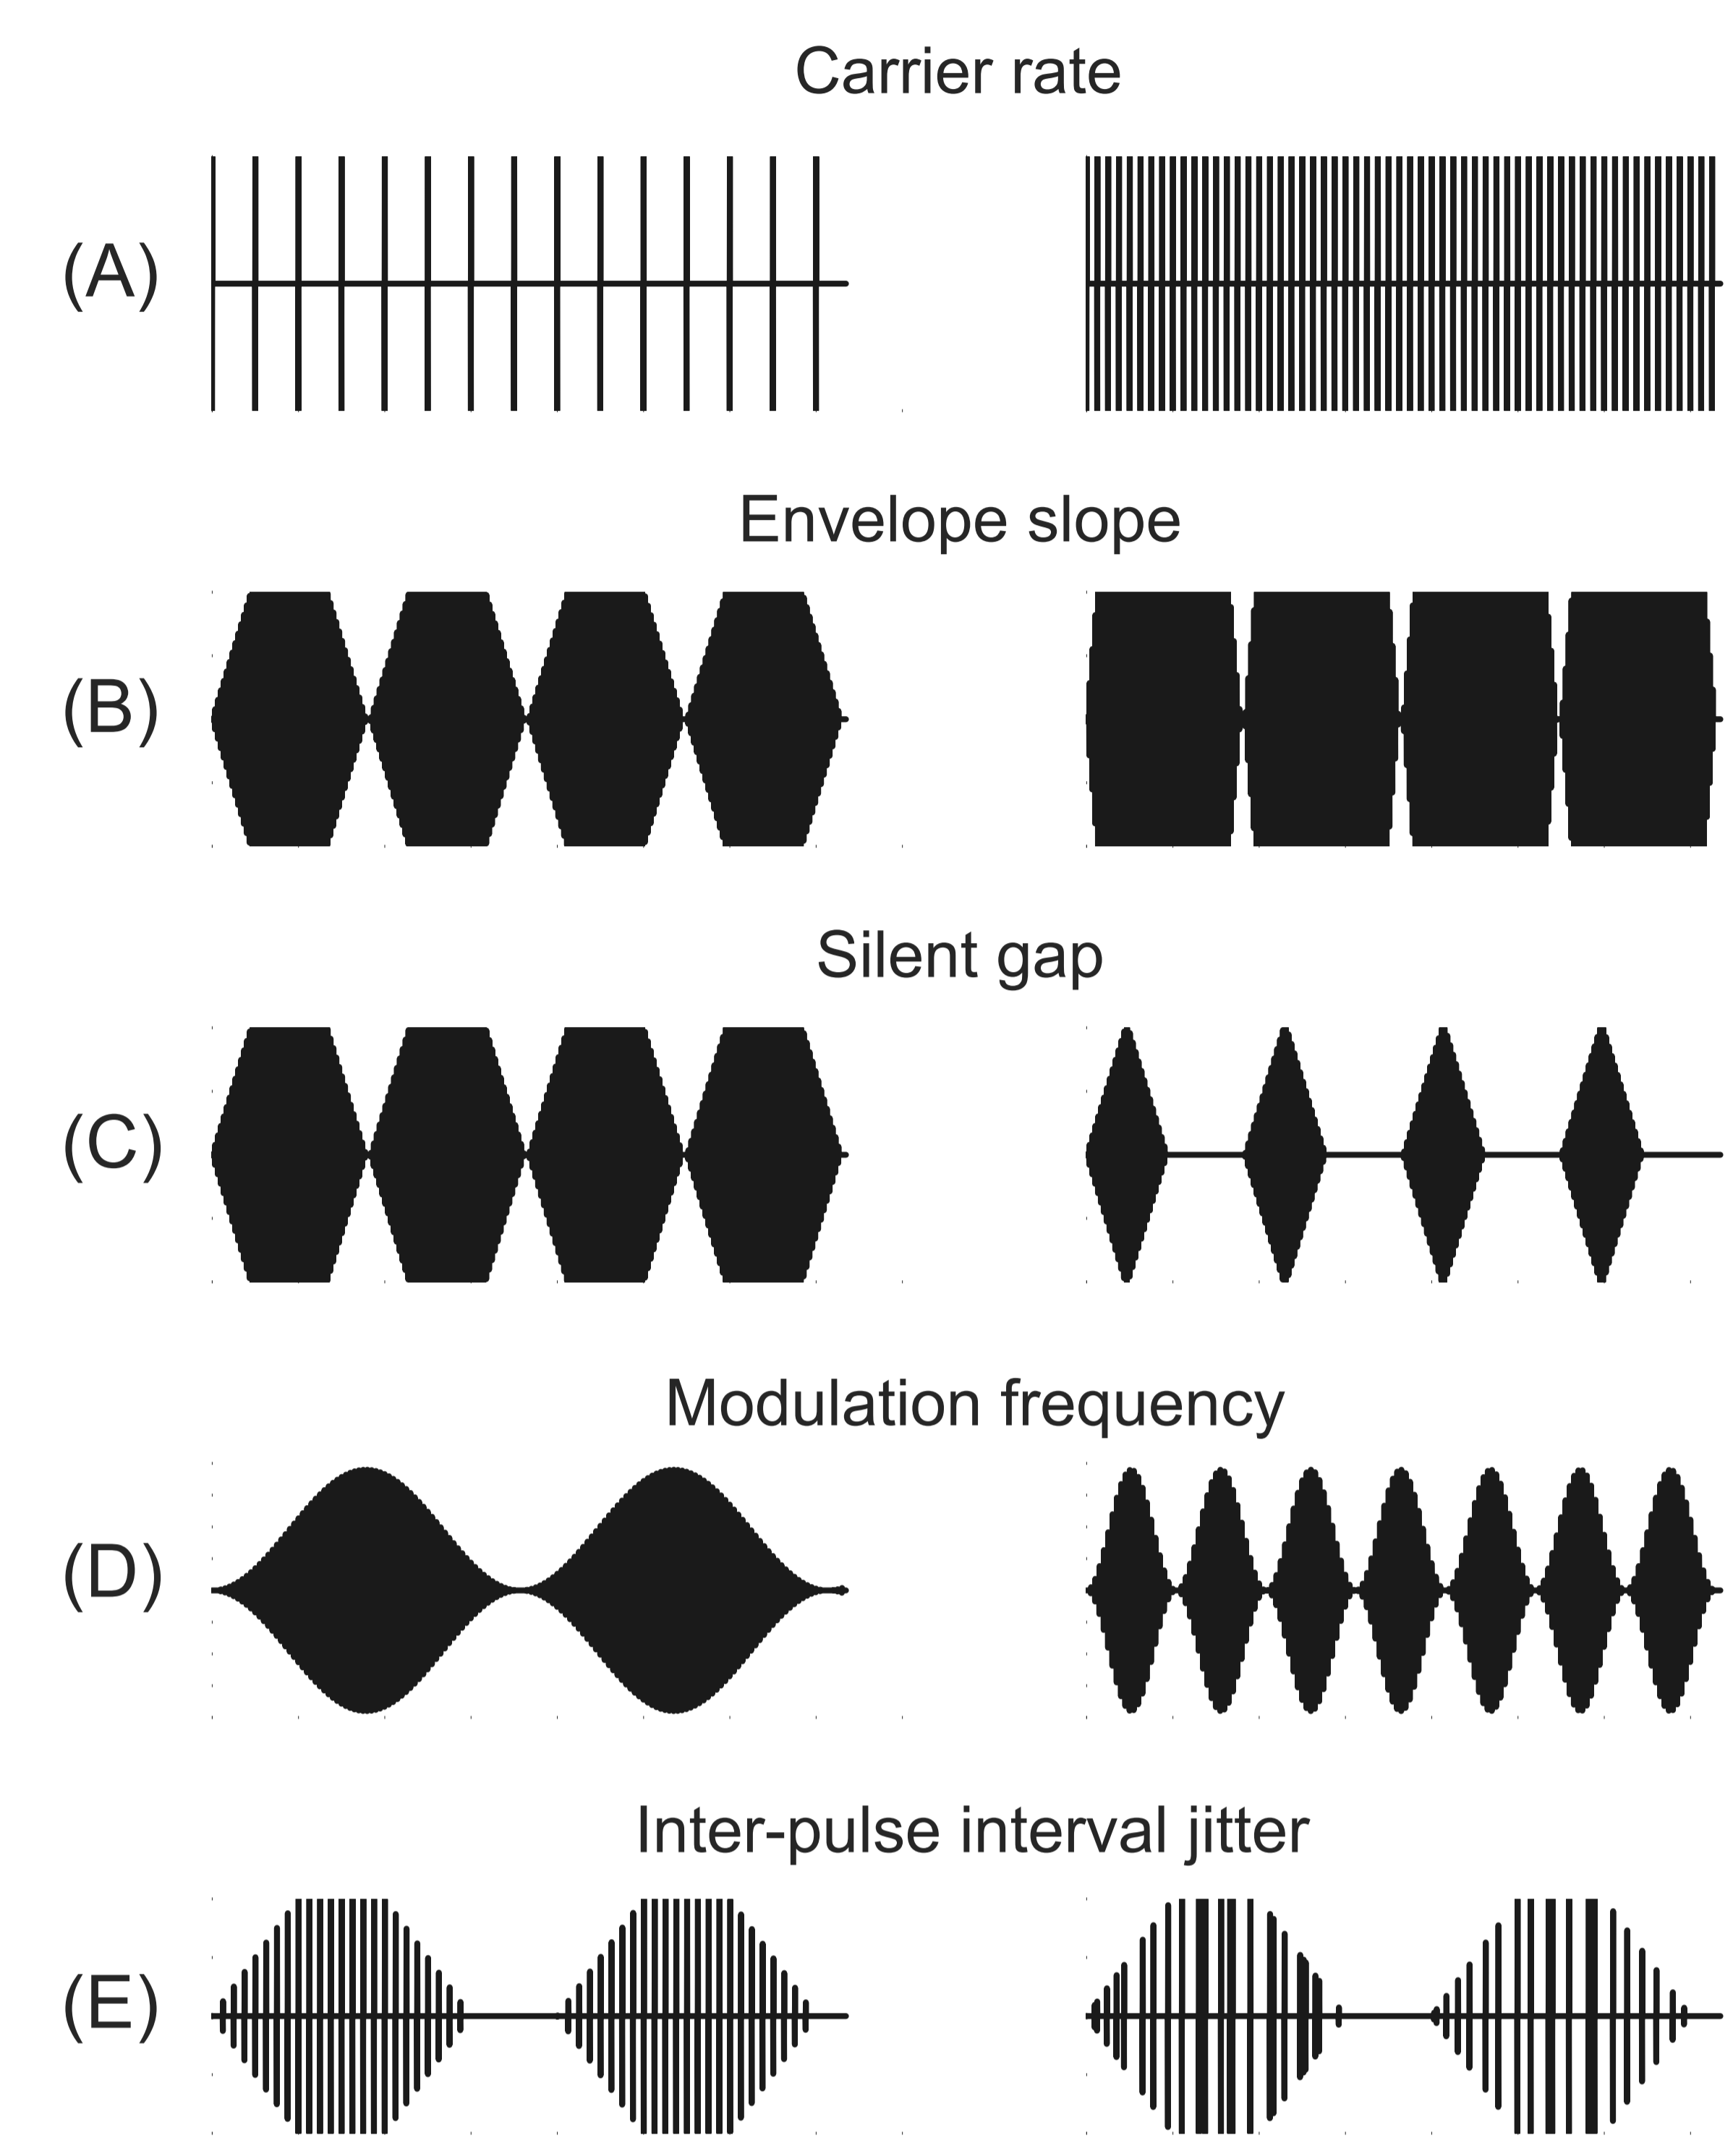 Carrier rate
(A)
Envelope slope
(B)
Silent gap
(C)
Modulation frequency
(D)
Inter-pulse interval jitter
(E)